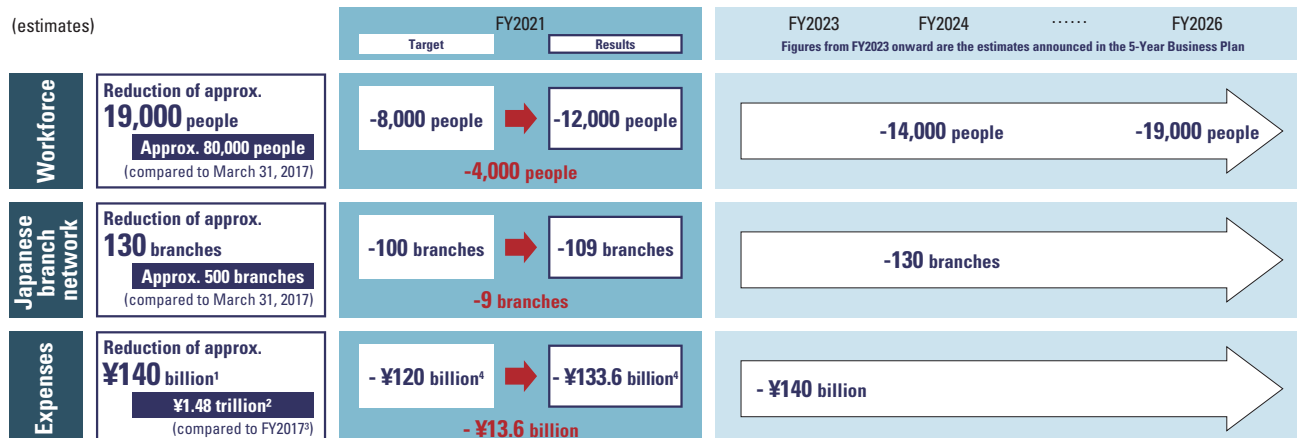 (estimates)
FY2021
Target
Results
FY2023
FY2024
……
FY2026
Figures from FY2023 onward are the estimates announced in the 5-Year Business Plan
Workforce
Reduction of approx.
19,000 people
Approx. 80,000 people
(compared to March 31, 2017)
-8,000 people
-12,000 people
-4,000 people
-14,000 people
-19,000 people
Japanese
branch
network
Reduction of approx.
130 branches
Approx. 500 branches
(compared to March 31, 2017)
-100 branches
-109 branches
-9 branches
-130 branches
Expenses
Reduction of approx.
¥140 billion¹
¥1.48 trillion²
(compared to FY2017³)
- ¥120 billion⁴
- ¥133.6 billion⁴
- ¥13.6 billion
- ¥140 billion